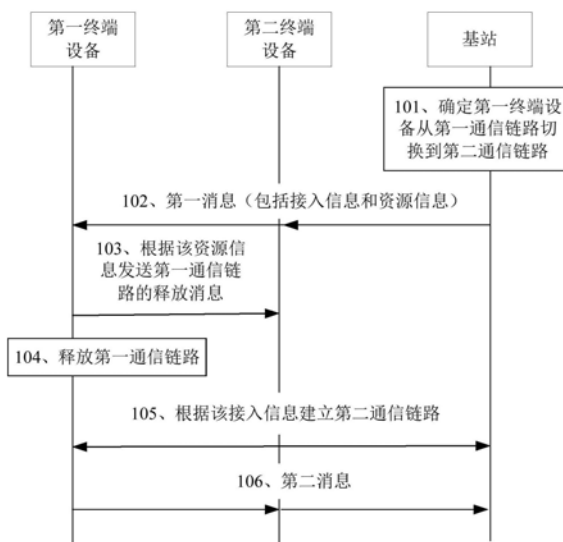 第一终端
设备
第二终端
设备
基站
101、确定第一终端设
备从第一通信链路切
换到第二通信链路
102、第一消息（包括接入信息和资源信息）
103、根据该资源信
息发送第一通信链
路的释放消息
104、释放第一通信链路
105、根据该接入信息建立第二通信链路
106、第二消息